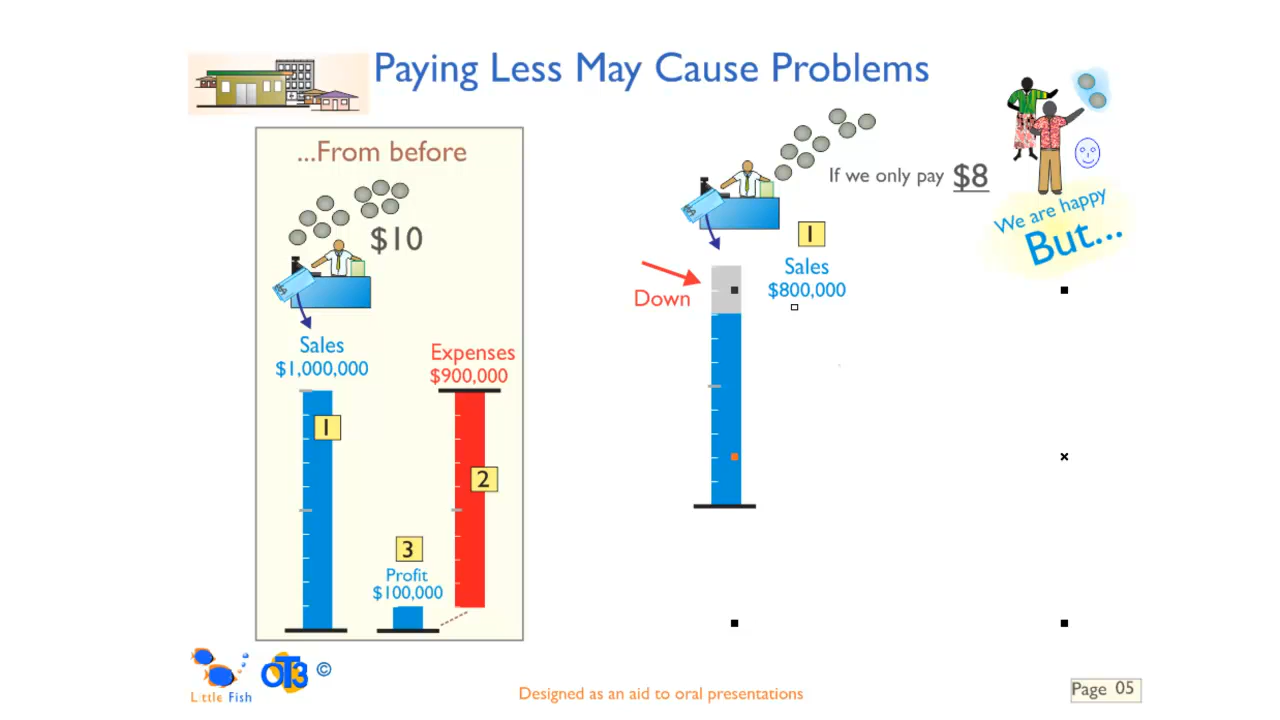 Paying Less May Cause Problems
...From before
$10
Sales
$1,000,000
Expenses
$900,000
1
2
3
Profit
$100,000
If we only pay $8
We are happy
But...
1
Sales
$800,000
Down
Little Fish
OT3 ©
Designed as an aid to oral presentations
Page 05